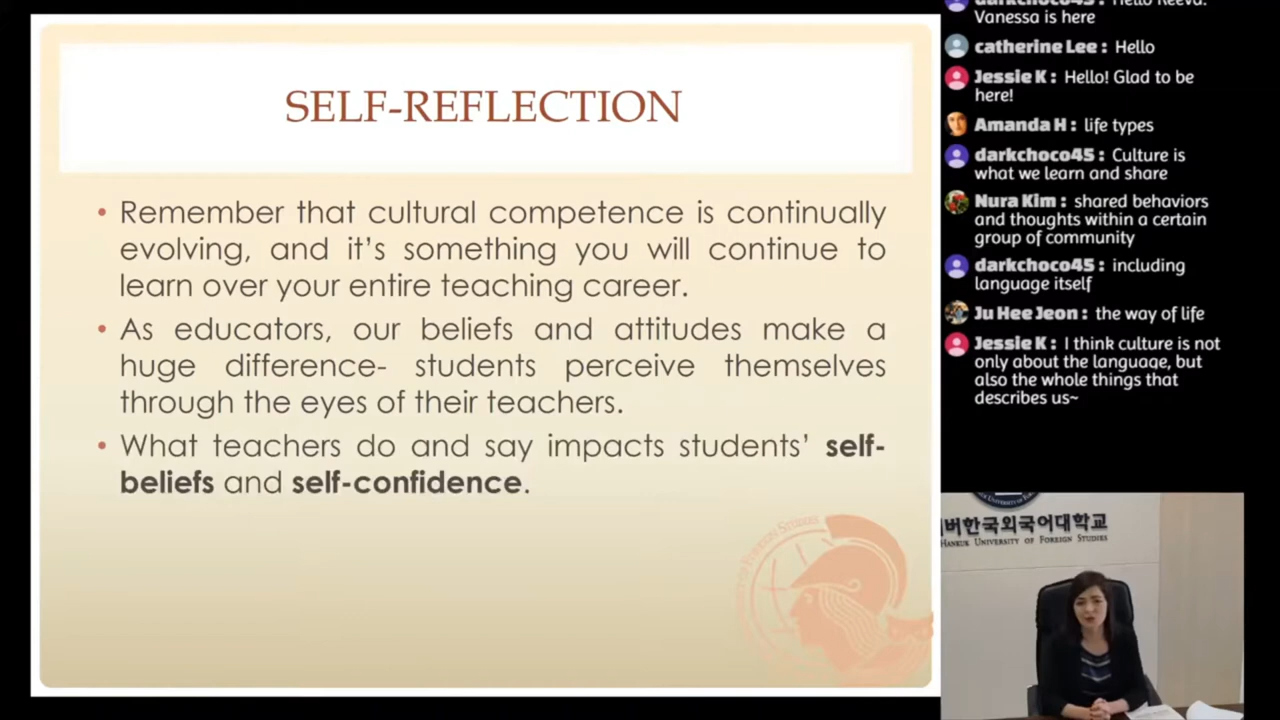 SELF-REFLECTION
• Remember that cultural competence is continually
evolving, and it's something you will continue to
learn over your entire teaching career.
• As educators, our beliefs and attitudes make a
huge difference- students perceive themselves
through the eyes of their teachers.
• What teachers do and say impacts students' self-
beliefs and self-confidence.
Vanessa is here
catherine Lee : Hello
Jessie K : Hello! Glad to be
here!
Amanda H : life types
darkchoco45 : Culture is
what we learn and share
Nura Kim : shared behaviors
and thoughts within a certain
group of community
darkchoco45 : including
language itself
Ju Hee Jeon : the way of life
Jessie K : I think culture is not
only about the language, but
also the whole things that
describes us~
버한국외국어대학교
HANKUK UNIVERSITY OF FOREIGN STUDIES